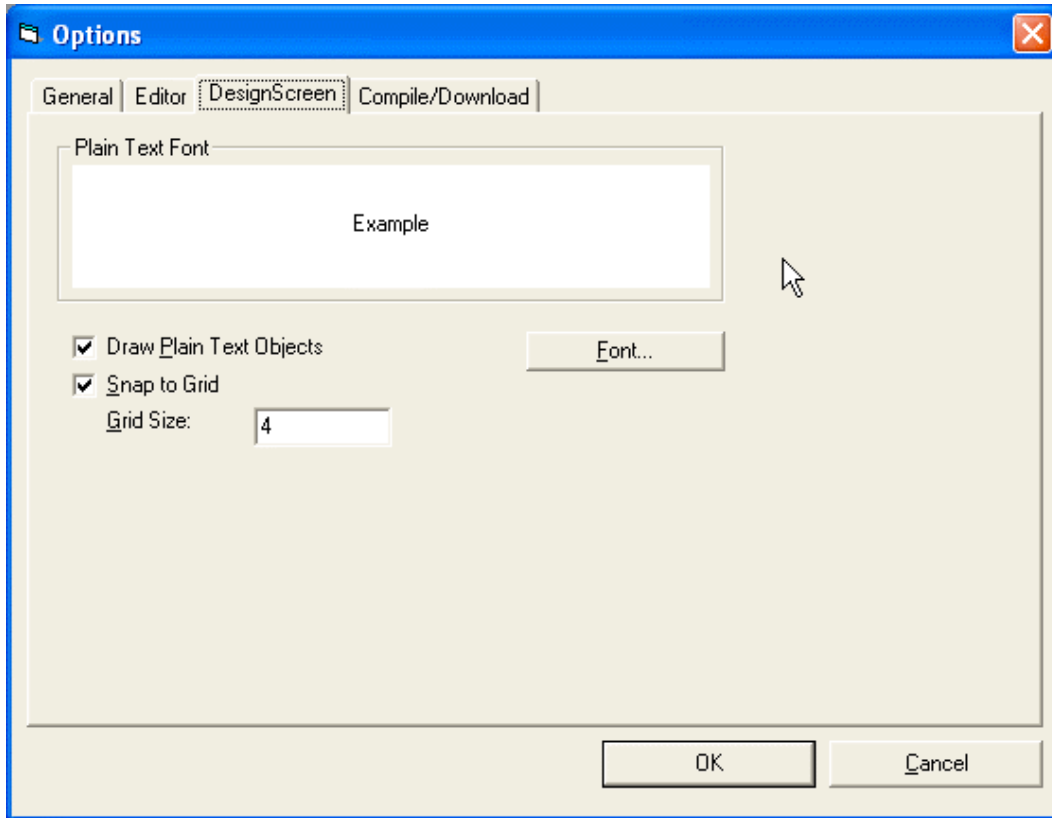 Options
General Editor DesignScreen Compile/Download
Plain Text Font
Example
Draw Plain Text Objects Font...
Snap to Grid
Grid Size: 4
OK Cancel